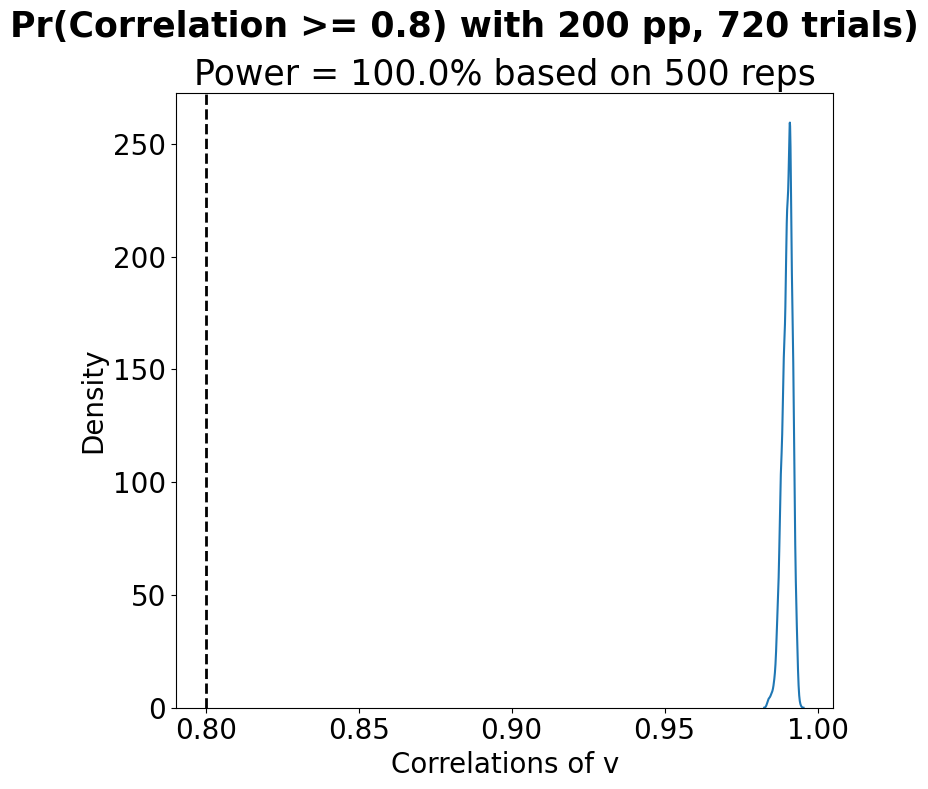 Pr(Correlation >= 0.8) with 200 pp, 720 trials)
Power = 100.0% based on 500 reps
250
200
150
100
50
0
Density
0.80 0.85 0.90 0.95 1.00
Correlations of v